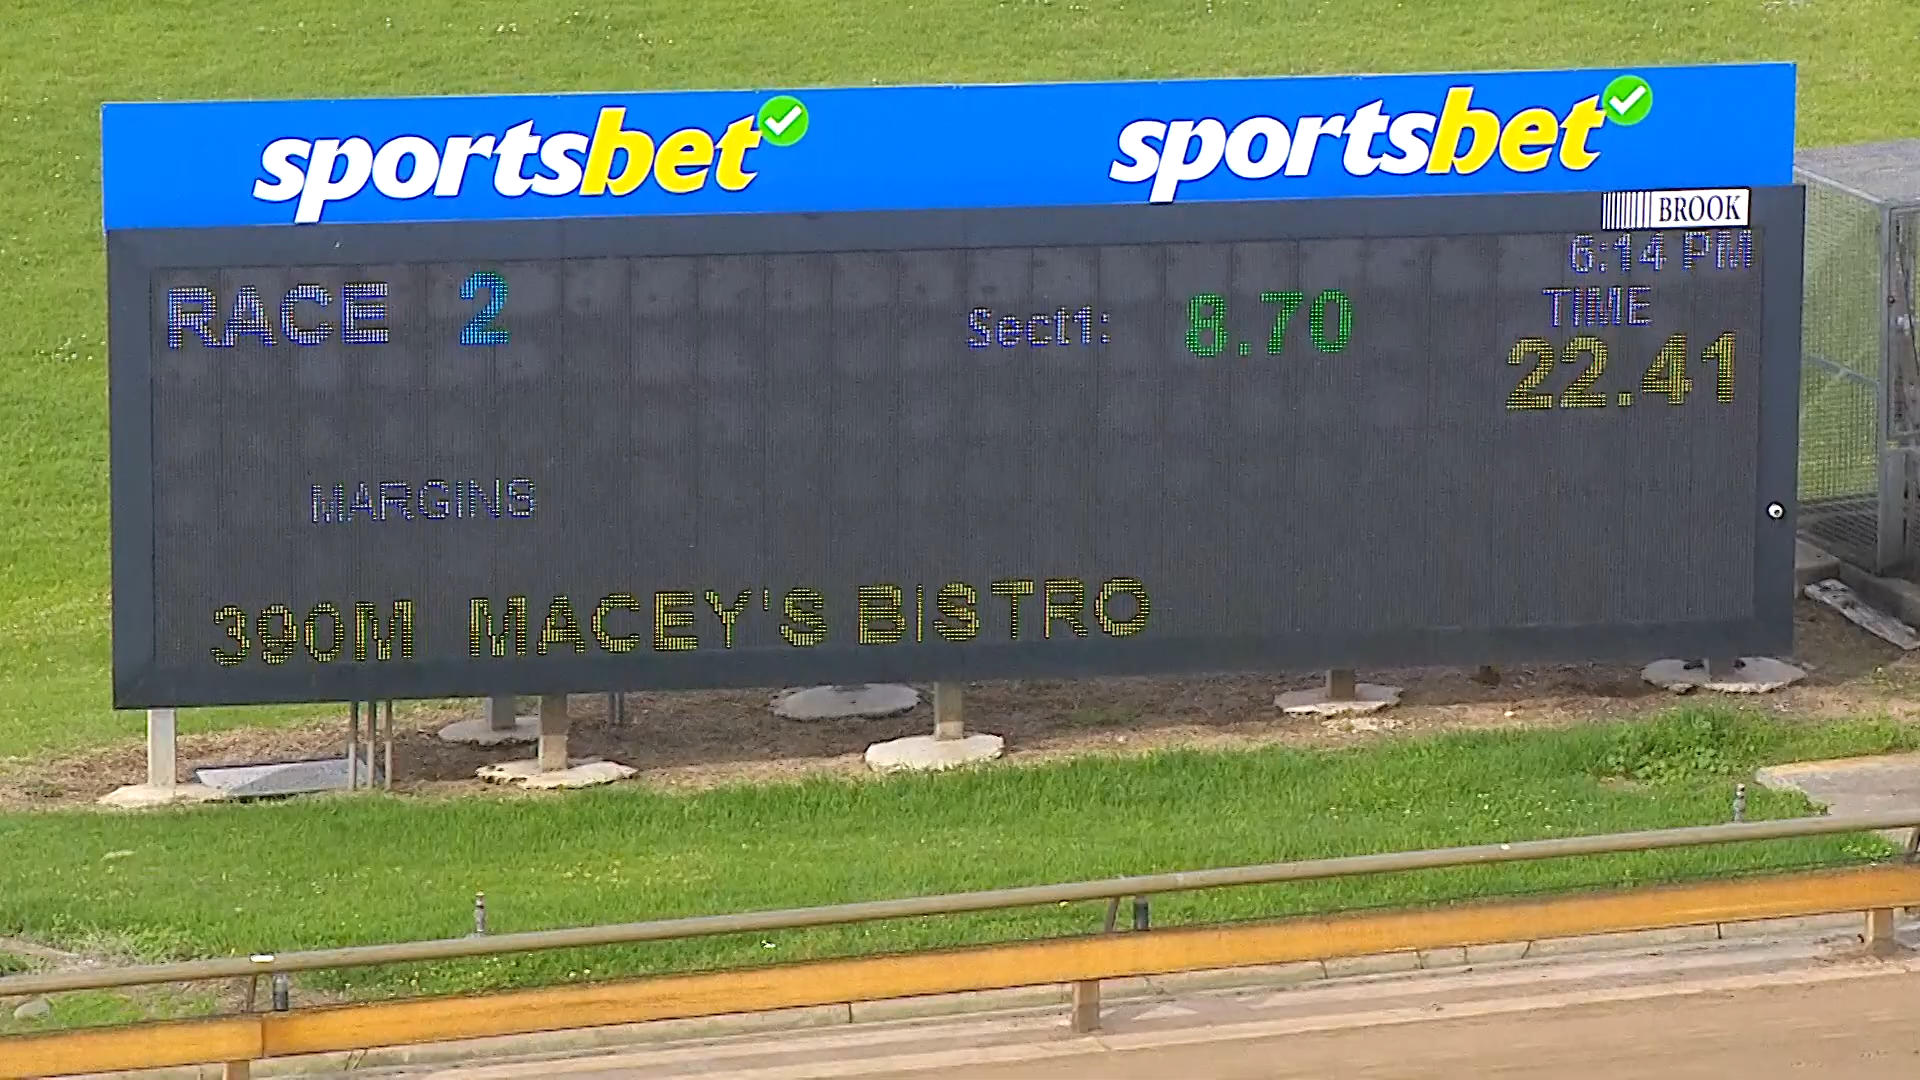 sportsbet sportsbet
BROOK
6:14 PM
RACE 2 Sect1: 8.70 TIME
22.41
MARGINS
390M MACEY'S BISTRO